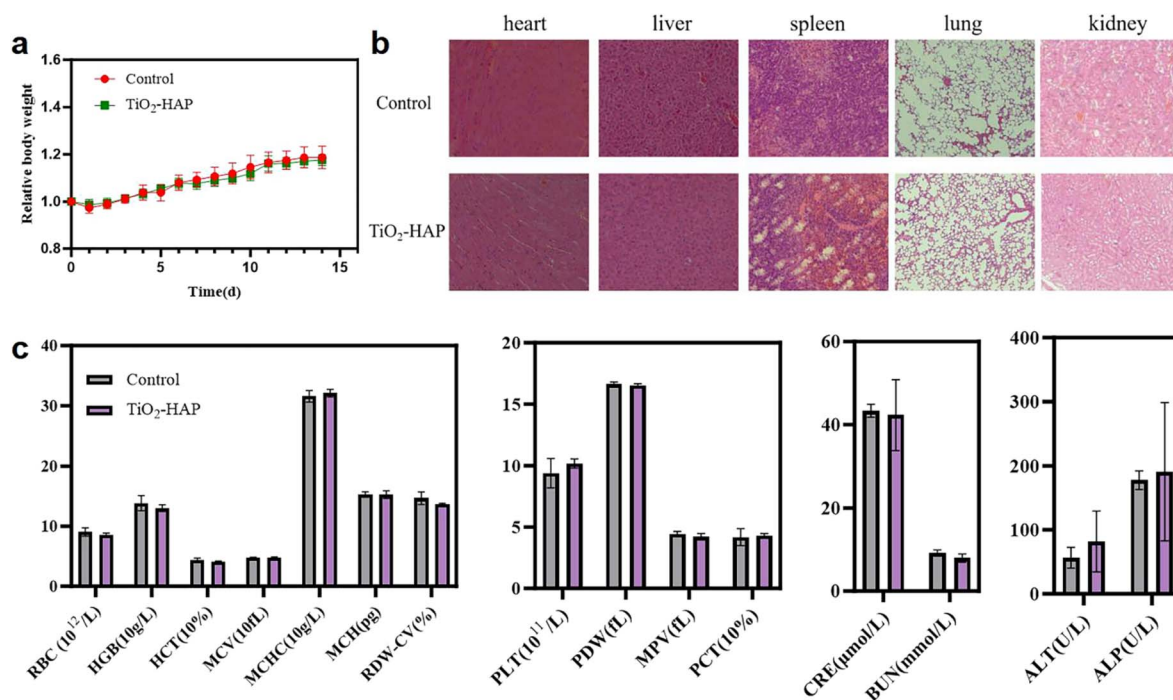 a
Control
TiO₂-HAP
Relative body weight
1.6
1.4
1.2
1.0
0.8
0
5
10
15
Time(d)
b
heart
liver
spleen
lung
kidney
Control
TiO₂-HAP
c
Control
TiO₂-HAP
40
30
20
10
0
RBC (10¹²/L)
HGB(10g/L)
HCT(10%)
MCV(10fL)
MCHC(10g/L)
MCH(pg)
RDW-CV(%)
20
15
10
5
0
PLT(10¹¹/L)
PDW(fL)
MPV(fL)
PCT(10%)
60
40
20
0
CRE(μmol/L)
BUN(mmol/L)
400
300
200
100
0
ALT(U/L)
ALP(U/L)